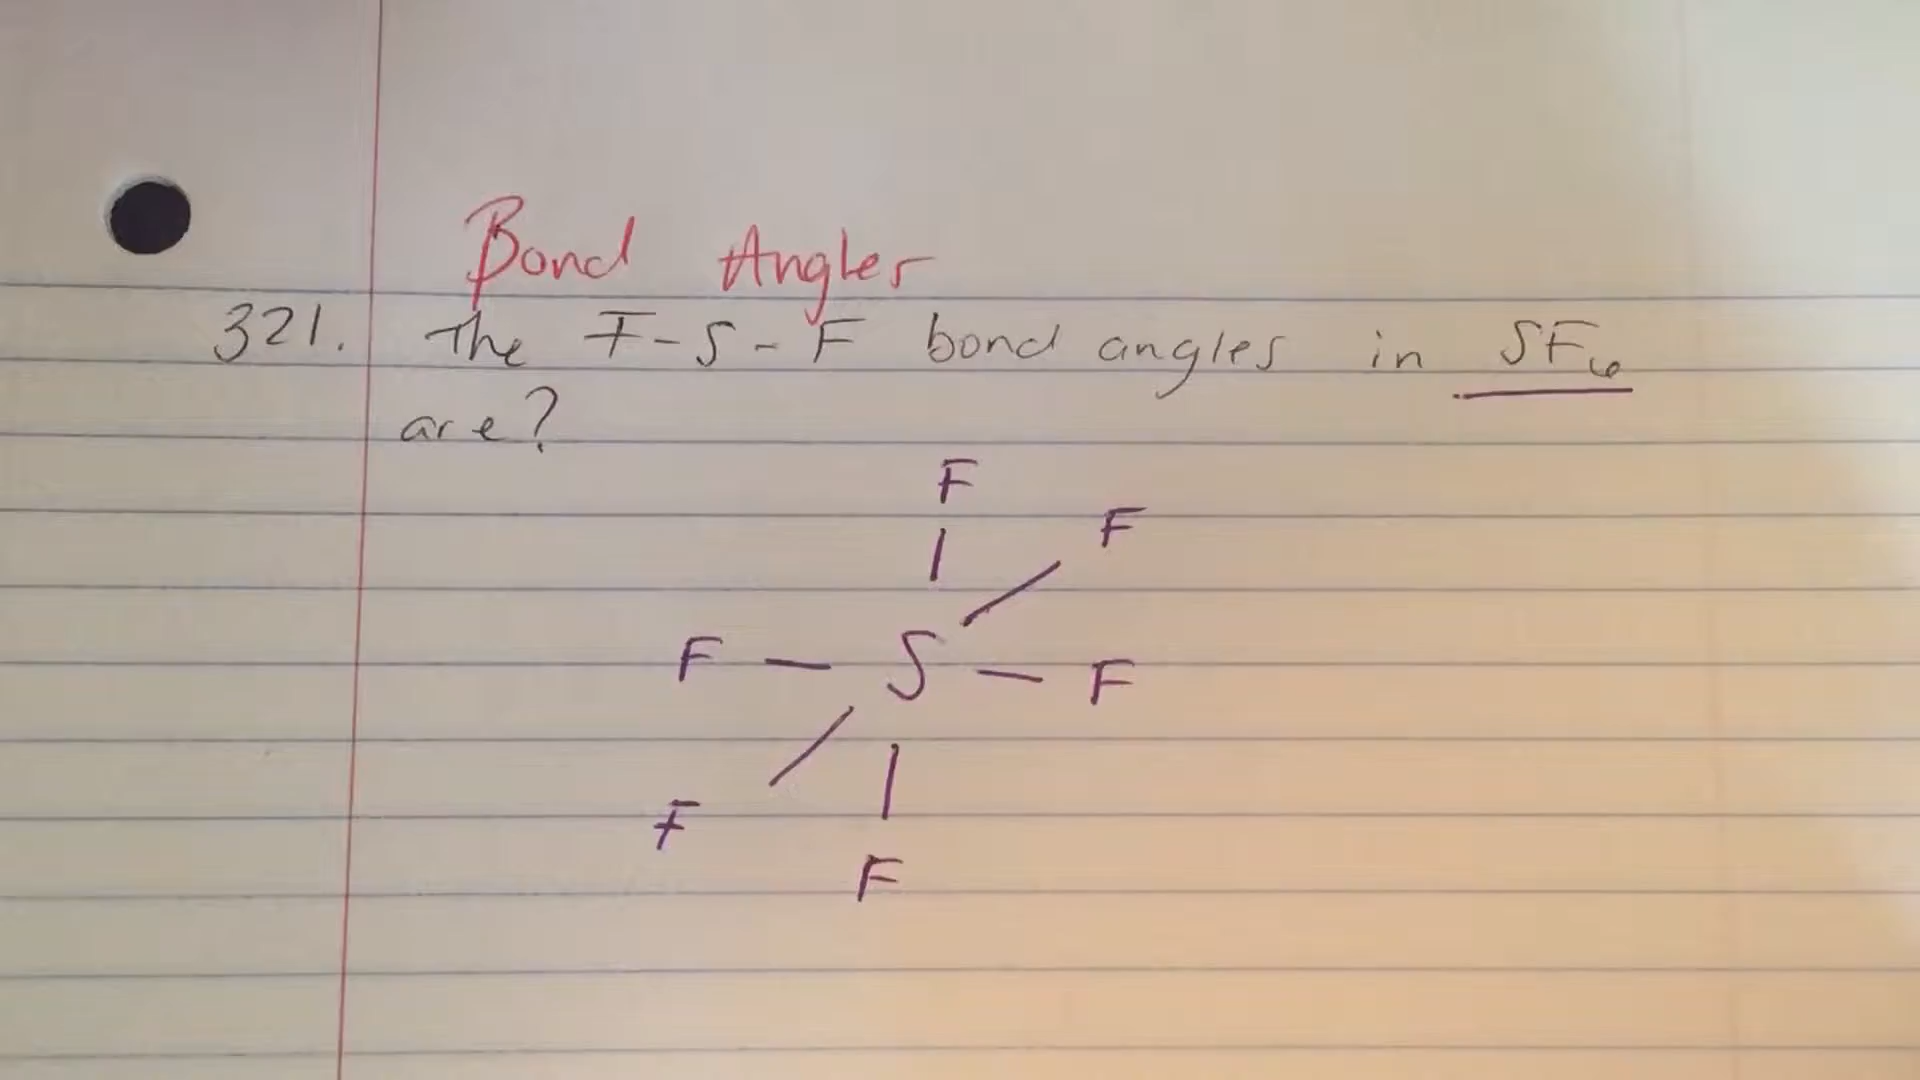 Bond Angles
321. The F-S-F bond angles in SF6
are?
F
F
F - S - F
F
F